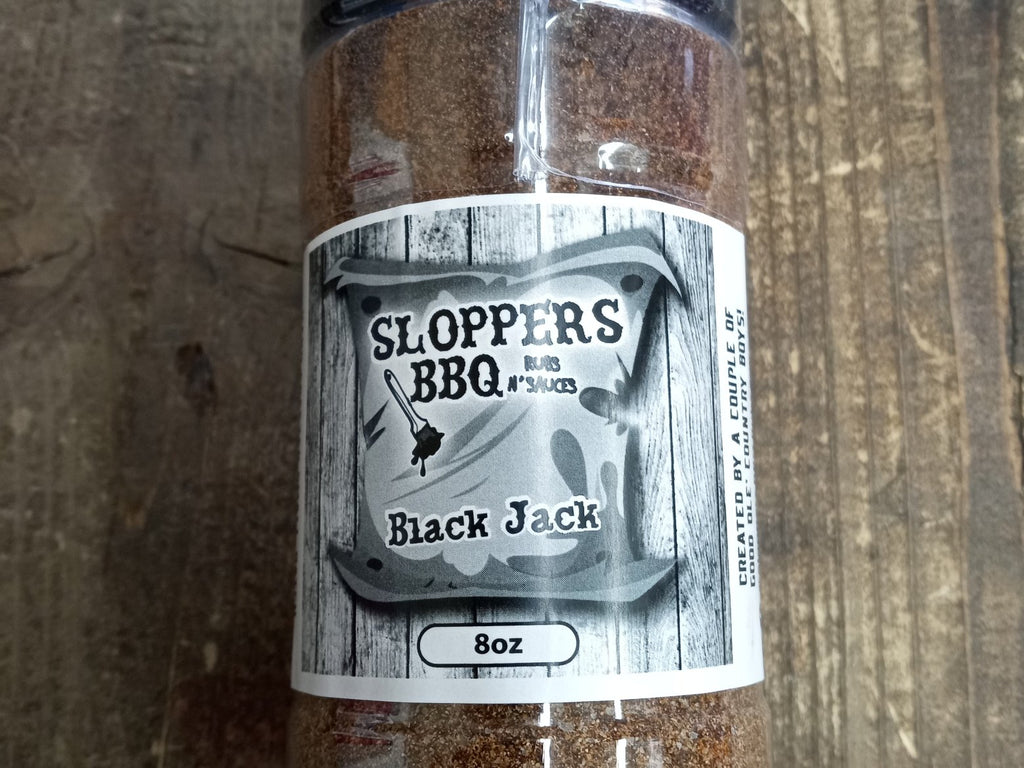 SLOPPERS
BBQ RUBS
N' SAUCES
Black Jack
8oz
CREATED BY A COUPLE OF
GOOD OLE' COUNTRY BOYS!